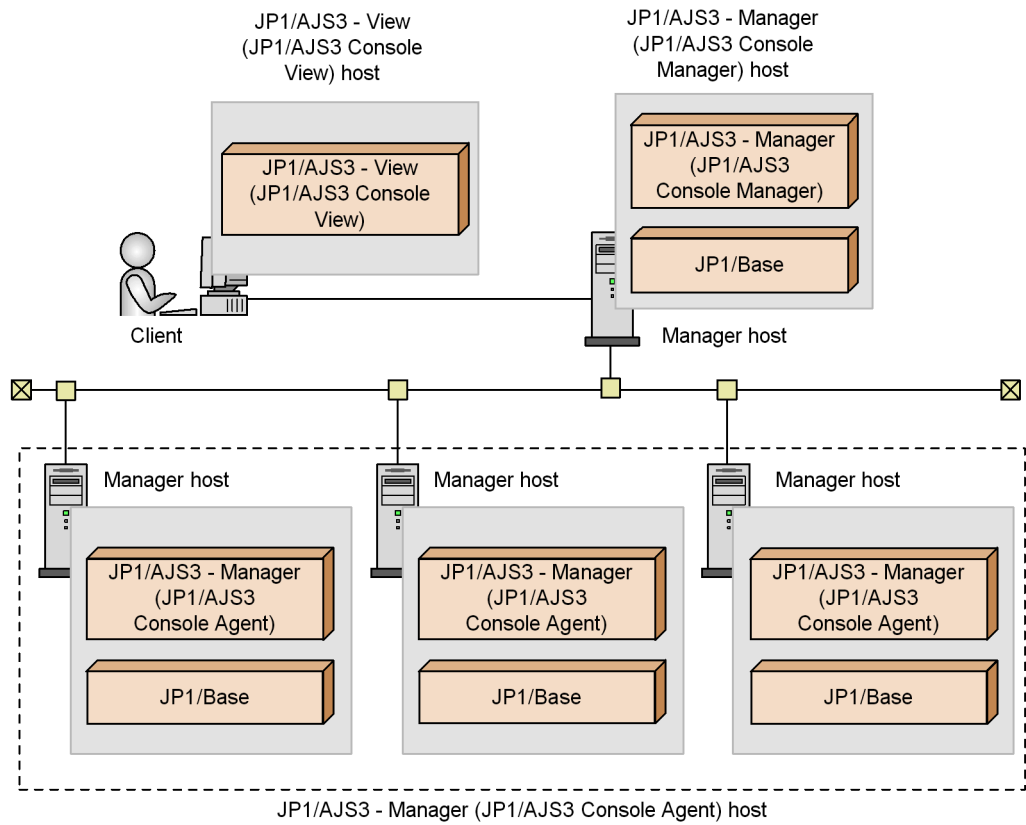 JP1/AJS3 - View
(JP1/AJS3 Console
View) host
JP1/AJS3 - Manager
(JP1/AJS3 Console
Manager) host
JP1/AJS3 - View
(JP1/AJS3 Console
View)
JP1/AJS3 - Manager
(JP1/AJS3
Console Manager)
JP1/Base
Client
Manager host
Manager host
Manager host
Manager host
JP1/AJS3 - Manager
(JP1/AJS3
Console Agent)
JP1/Base
JP1/AJS3 - Manager
(JP1/AJS3
Console Agent)
JP1/Base
JP1/AJS3 - Manager
(JP1/AJS3
Console Agent)
JP1/Base
JP1/AJS3 - Manager (JP1/AJS3 Console Agent) host